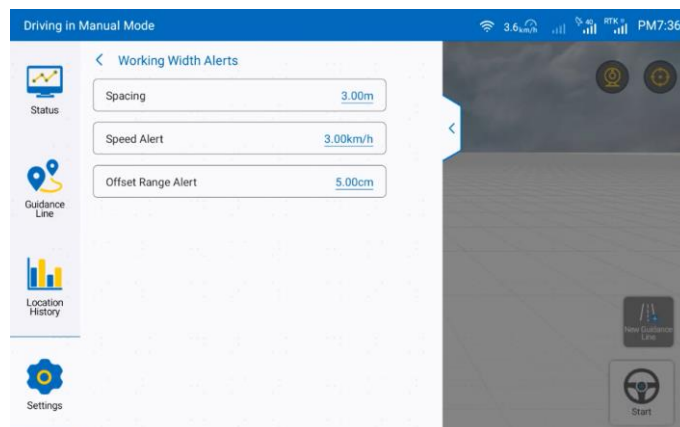 Driving in Manual Mode
3.6km/h
40
RTK
PM7:36
Working Width Alerts
Spacing
3.00m
Speed Alert
3.00km/h
Offset Range Alert
5.00cm
Status
Guidance
Line
Location
History
Settings
New Guidance
Line
Start